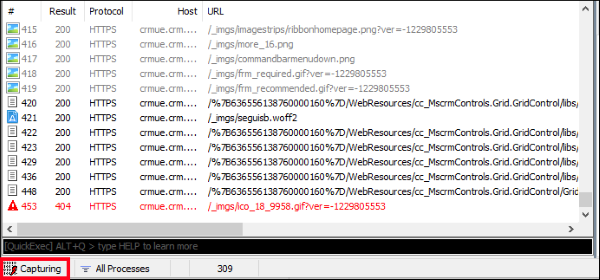 # Result Protocol Host URL
415 200 HTTPS crmue.crm.... /_imgs/imagestrips/ribbonhomepage.png?ver=-1229805553
416 200 HTTPS crmue.crm.... /_imgs/more_16.png
417 200 HTTPS crmue.crm.... /_imgs/commandbarmenudown.png
418 200 HTTPS crmue.crm.... /_imgs/frm_required.gif?ver=-1229805553
419 200 HTTPS crmue.crm.... /_imgs/frm_recommended.gif?ver=-1229805553
420 200 HTTPS crmue.crm.... /%7B636556138760000160%7D/WebResources/cc_MscrmControls.Grid.GridControl/libs/
421 200 HTTPS crmue.crm.... /_imgs/seguisb.woff2
422 200 HTTPS crmue.crm.... /%7B636556138760000160%7D/WebResources/cc_MscrmControls.Grid.GridControl/libs/
423 200 HTTPS crmue.crm.... /%7B636556138760000160%7D/WebResources/cc_MscrmControls.Grid.GridControl/libs/
429 200 HTTPS crmue.crm.... /%7B636556138760000160%7D/WebResources/cc_MscrmControls.Grid.GridControl/libs/
436 200 HTTPS crmue.crm.... /%7B636556138760000160%7D/WebResources/cc_MscrmControls.Grid.GridControl/libs/
448 200 HTTPS crmue.crm.... /%7B636556138760000160%7D/WebResources/cc_MscrmControls.Grid.GridControl/Grid
453 404 HTTPS crmue.crm.... /_imgs/ico_18_9958.gif?ver=-1229805553
[QuickExec] ALT+Q > type HELP to learn more
Capturing All Processes 309